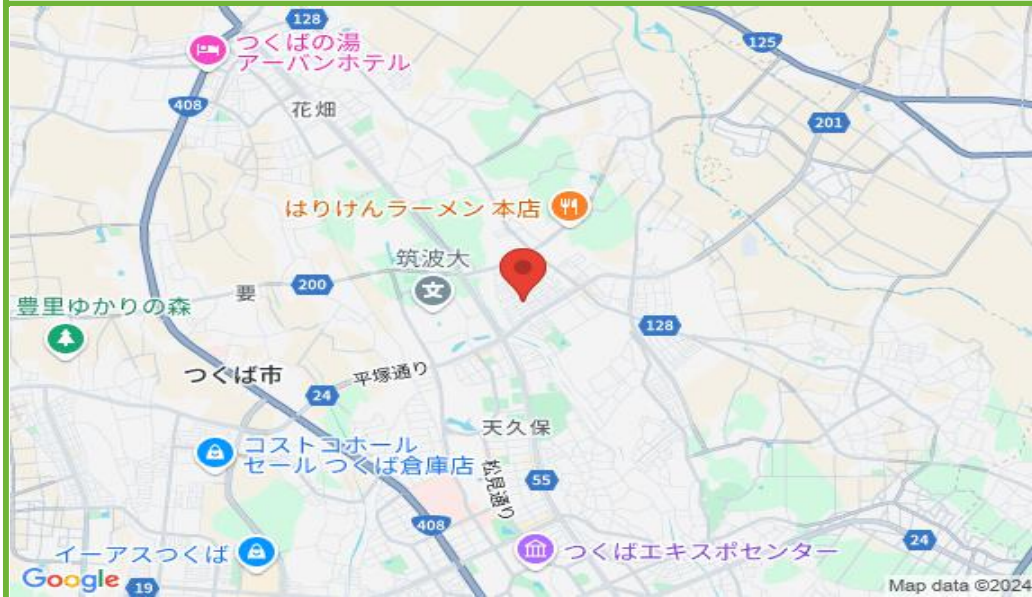 128
つくばの湯
アーバンホテル
125
408
花畑
201
はりけんラーメン 本店
筑波大
文
要
200
豊里ゆかりの森
128
つくば市
24
平塚通り
天久保
コストコホール
セール つくば倉庫店
松見通り
55
408
イーアスつくば
つくばエキスポセンター
24
Google
19
Map data ©2024